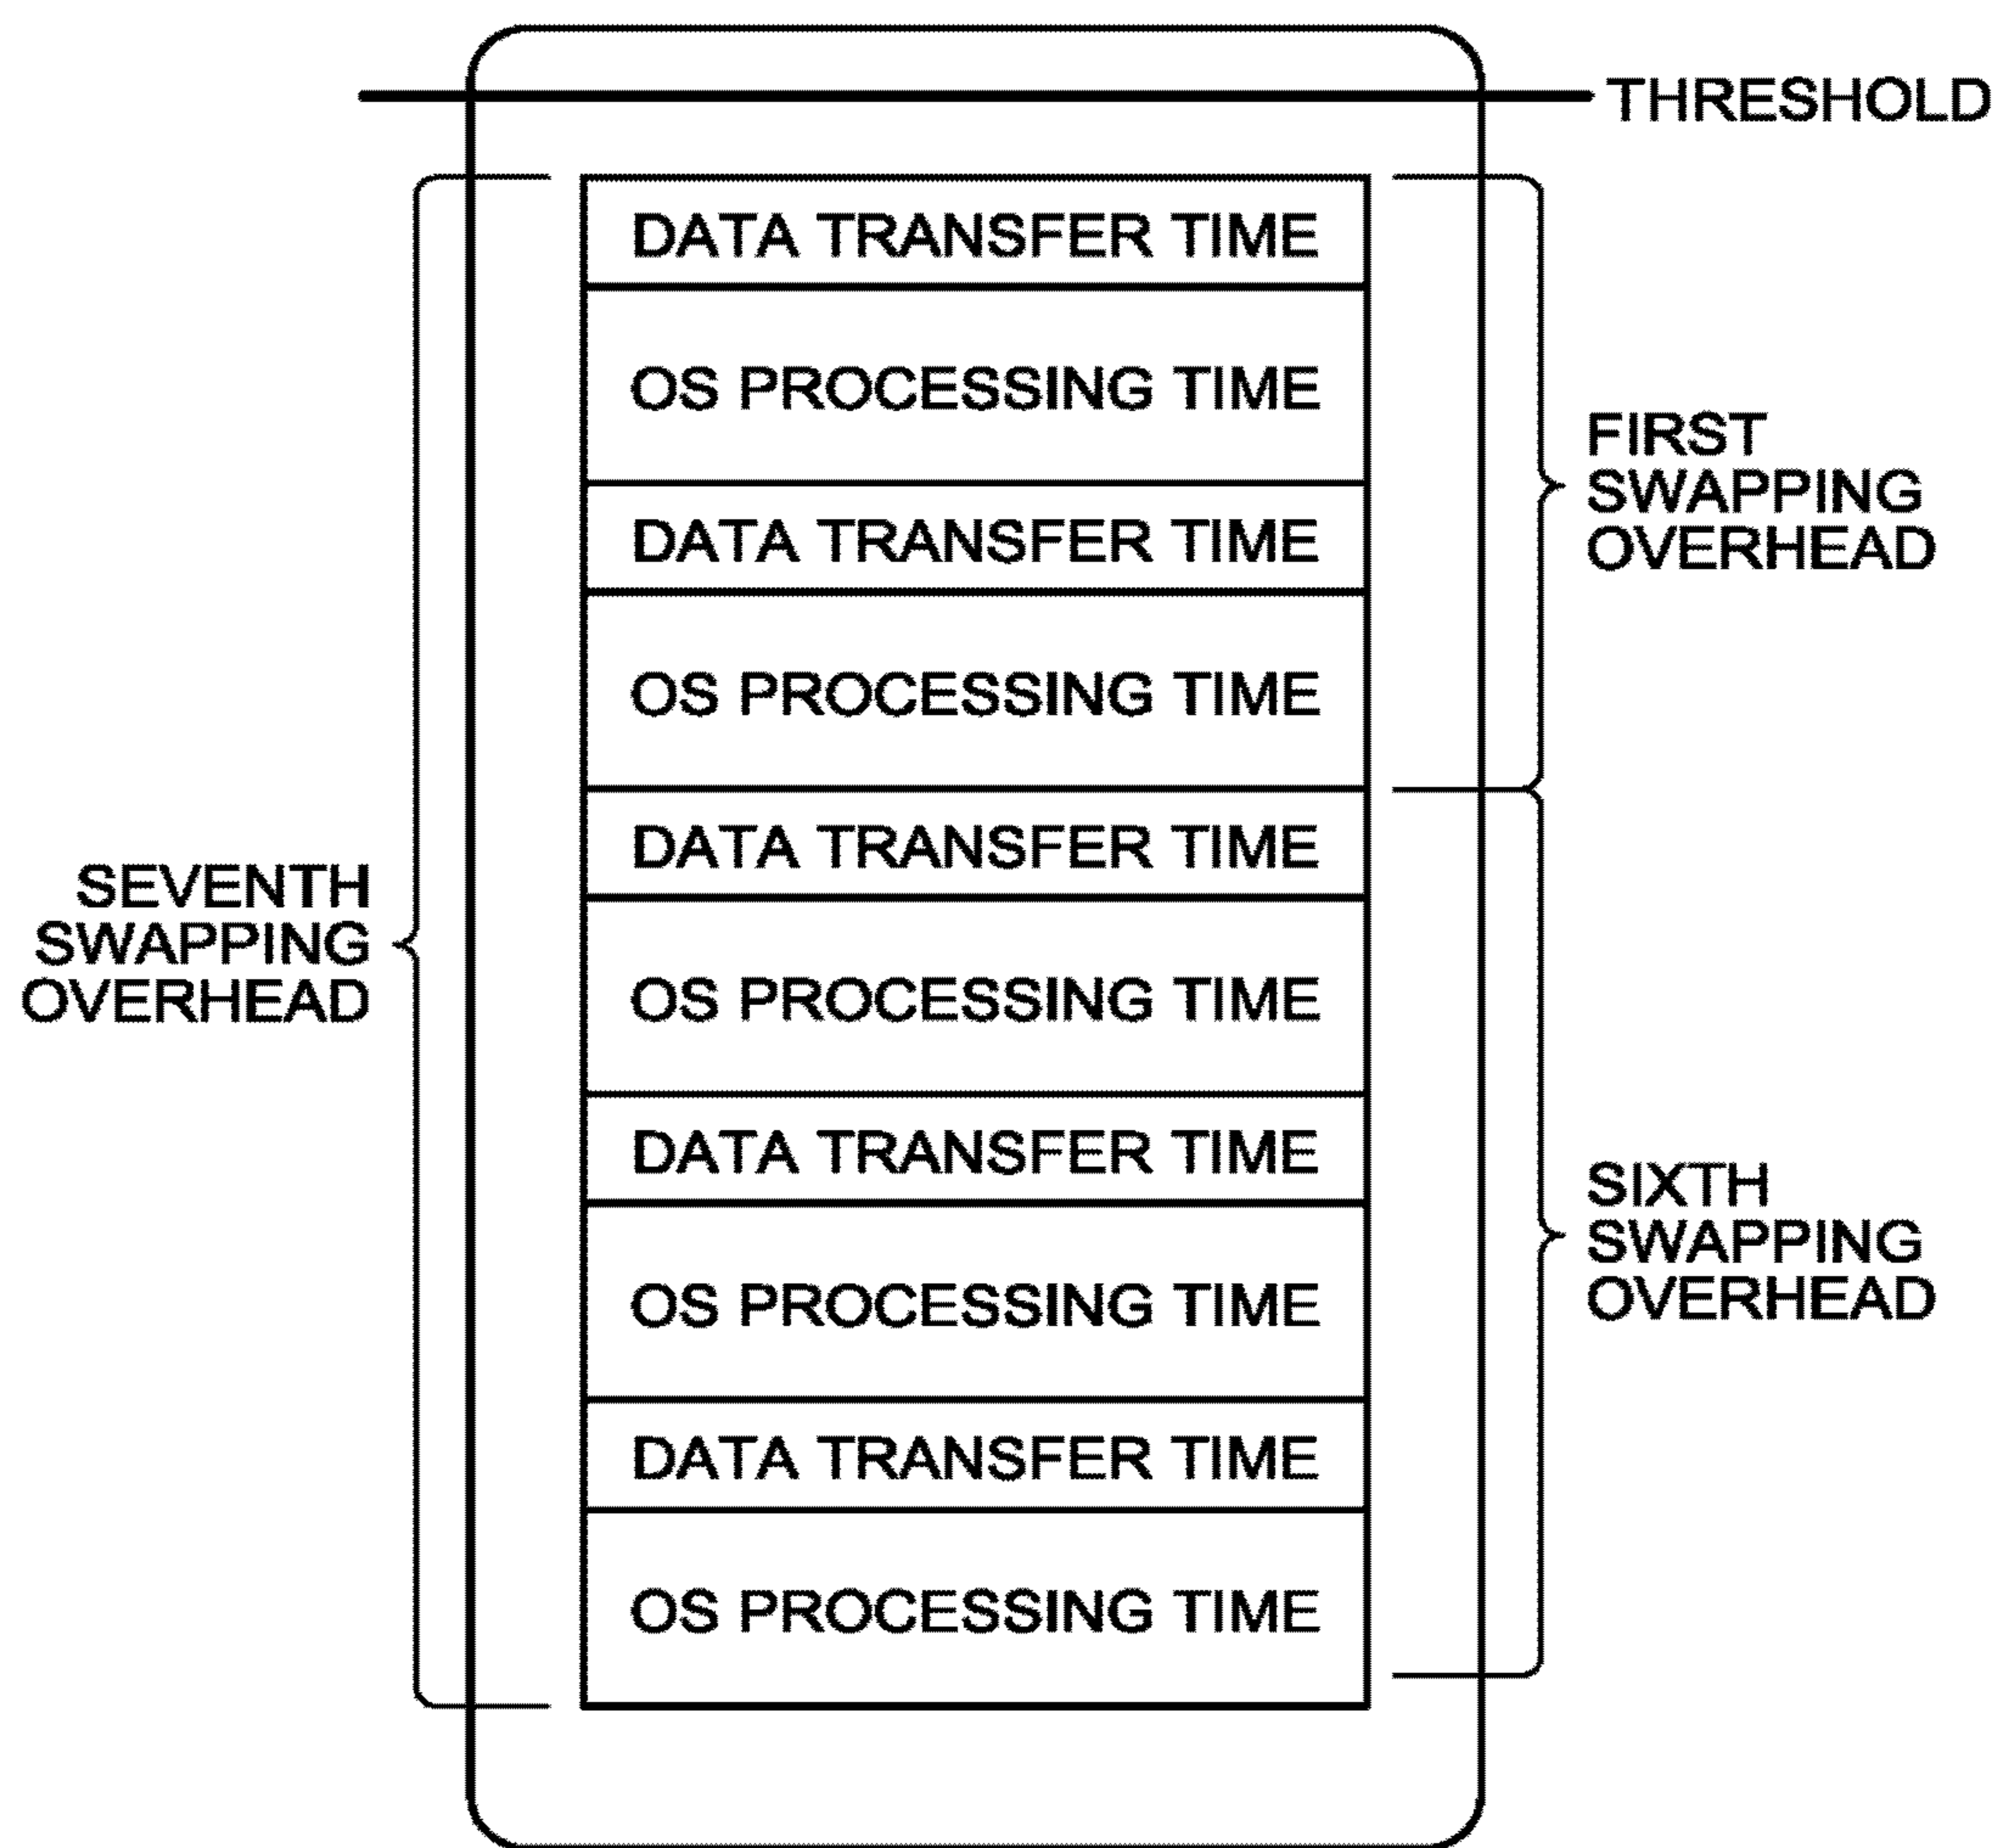 THRESHOLD
DATA TRANSFER TIME
OS PROCESSING TIME
DATA TRANSFER TIME
OS PROCESSING TIME
DATA TRANSFER TIME
OS PROCESSING TIME
DATA TRANSFER TIME
OS PROCESSING TIME
DATA TRANSFER TIME
OS PROCESSING TIME
SEVENTH
SWAPPING
OVERHEAD
FIRST
SWAPPING
OVERHEAD
SIXTH
SWAPPING
OVERHEAD